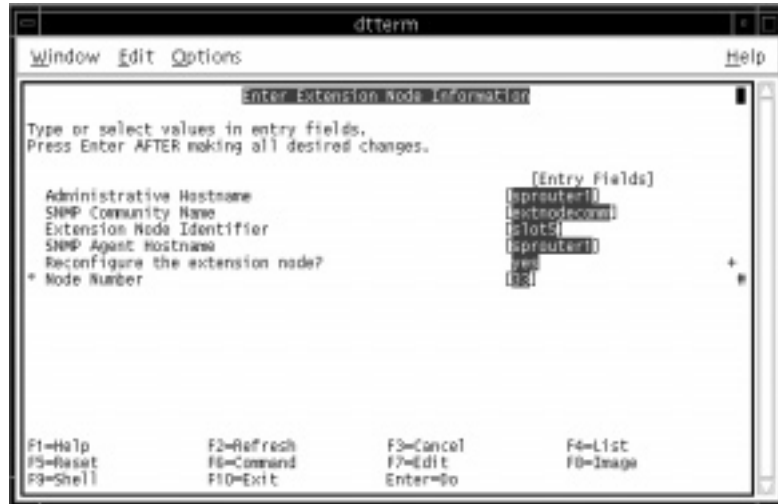 dtterm
Window Edit Options Help
Enter Extension Node Information
Type or select values in entry fields.
Press Enter AFTER making all desired changes.
[Entry Fields]
Administrative Hostname [sprouter1]
SNMP Community Name [extnodecomm]
Extension Node Identifier [slot5]
SNMP Agent Hostname [sprouter1]
Reconfigure the extension node? yes +
* Node Number [] #
F1=Help F2=Refresh F3=Cancel F4=List
F5=Reset F6=Command F7=Edit F8=Image
F9=Shell F10=Exit Enter=Do